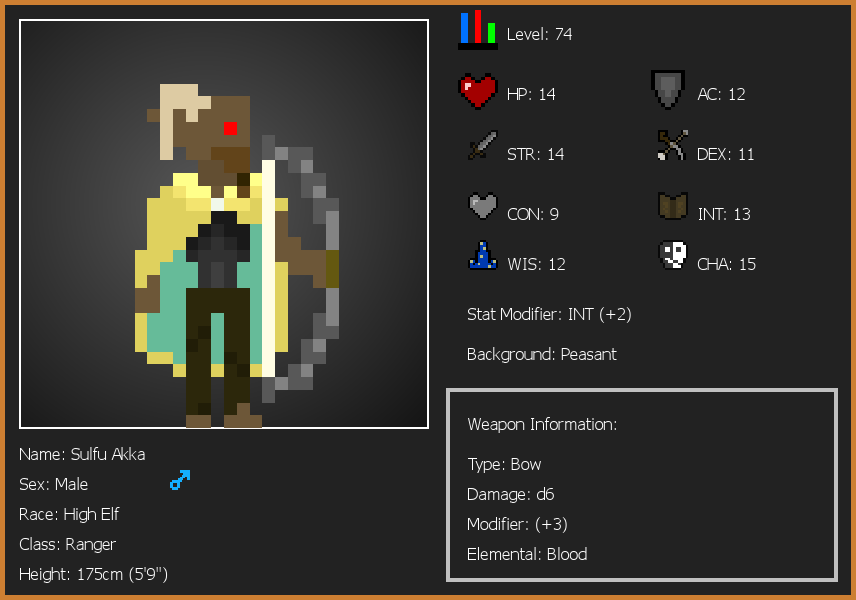 Level: 74
HP: 14
AC: 12
STR: 14
DEX: 11
CON: 9
INT: 13
WIS: 12
CHA: 15
Stat Modifier: INT (+2)
Background: Peasant
Weapon Information:
Type: Bow
Damage: d6
Modifier: (+3)
Elemental: Blood
Name: Sulfu Akka
Sex: Male
Race: High Elf
Class: Ranger
Height: 175cm (5'9")